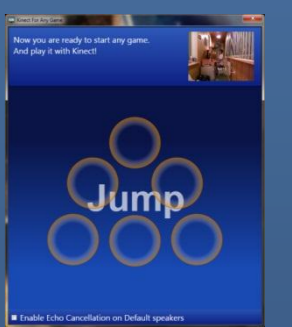 Kinect For Any Game
Now you are ready to start any game.
And play it with Kinect!
Jump
Enable Echo Cancellation on Default speakers